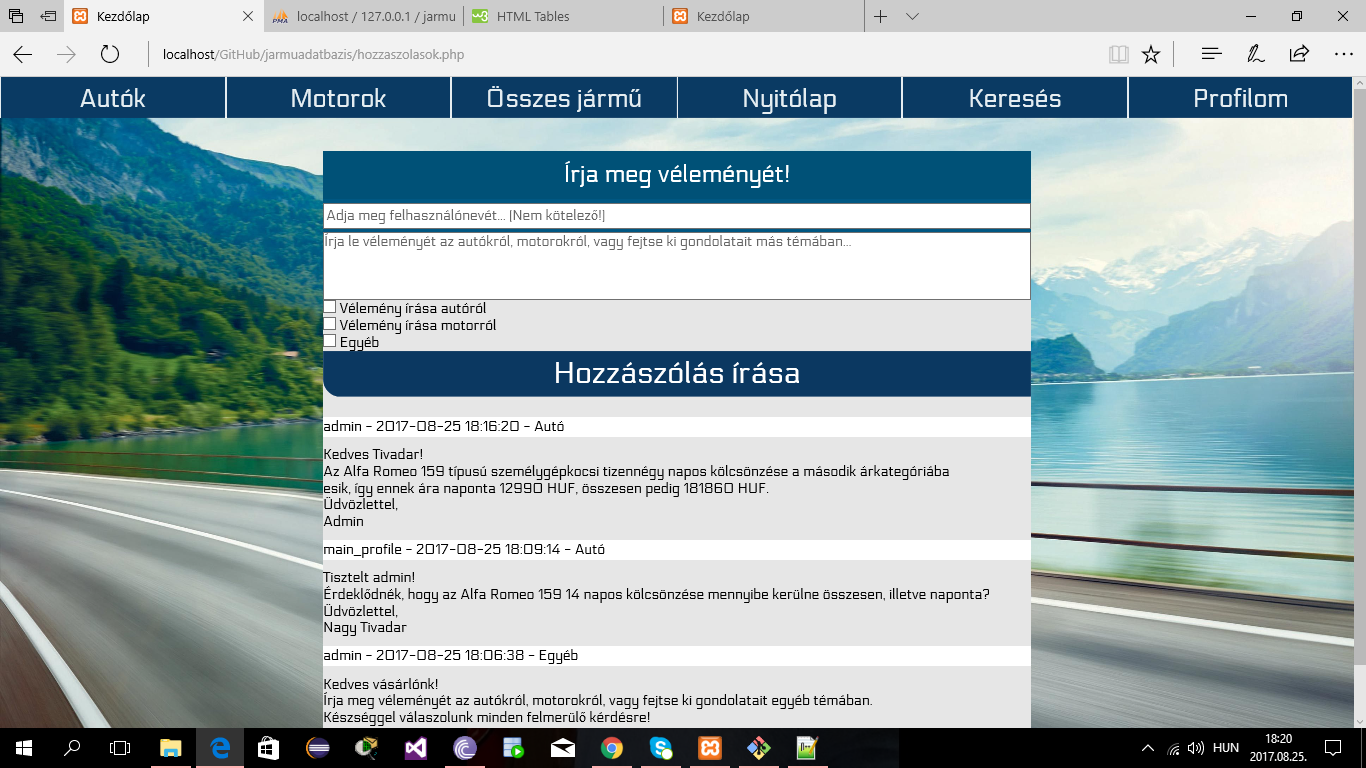 Kezdőlap
localhost / 127.0.0.1 / jarmu
HTML Tables
Kezdőlap
localhost/GitHub/jarmuadatbazis/hozzaszolasok.php
Autók
Motorok
Összes jármű
Nyitólap
Keresés
Profilom
Írja meg véleményét!
Adja meg felhasználónevét... (Nem kötelező!)
Írja le véleményét az autókról, motorokról, vagy fejtse ki gondolatait más témában...
Vélemény írása autóról
Vélemény írása motorról
Egyéb
Hozzászólás írása
admin - 2017-08-25 18:16:20 - Autó
Kedves Tivadar!
Az Alfa Romeo 159 típusú személygépkocsi tizennégy napos kölcsönzése a második árkategóriába
esik, így ennek ára naponta 12990 HUF, összesen pedig 181860 HUF.
Üdvözlettel,
Admin
main_profile - 2017-08-25 18:09:14 - Autó
Tisztelt admin!
Érdeklődnék, hogy az Alfa Romeo 159 14 napos kölcsönzése mennyibe kerülne összesen, illetve naponta?
Üdvözlettel,
Nagy Tivadar
admin - 2017-08-25 18:06:38 - Egyéb
Kedves vásárlónk!
Írja meg véleményét az autókról, motorokról, vagy fejtse ki gondolatait egyéb témában.
Készséggel válaszolunk minden felmerülő kérdésre!
HUN
18:20
2017.08.25.